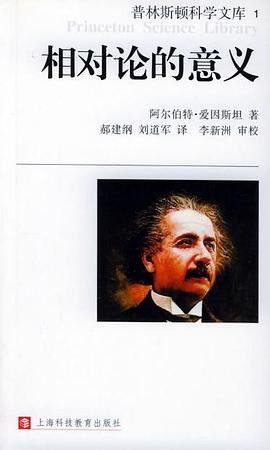 普林斯顿科学文库 1
Princeton Science Library
相对论的意义
阿尔伯特·爱因斯坦 著
郝建纲 刘道军 译 李新洲 审校
上海科技教育出版社